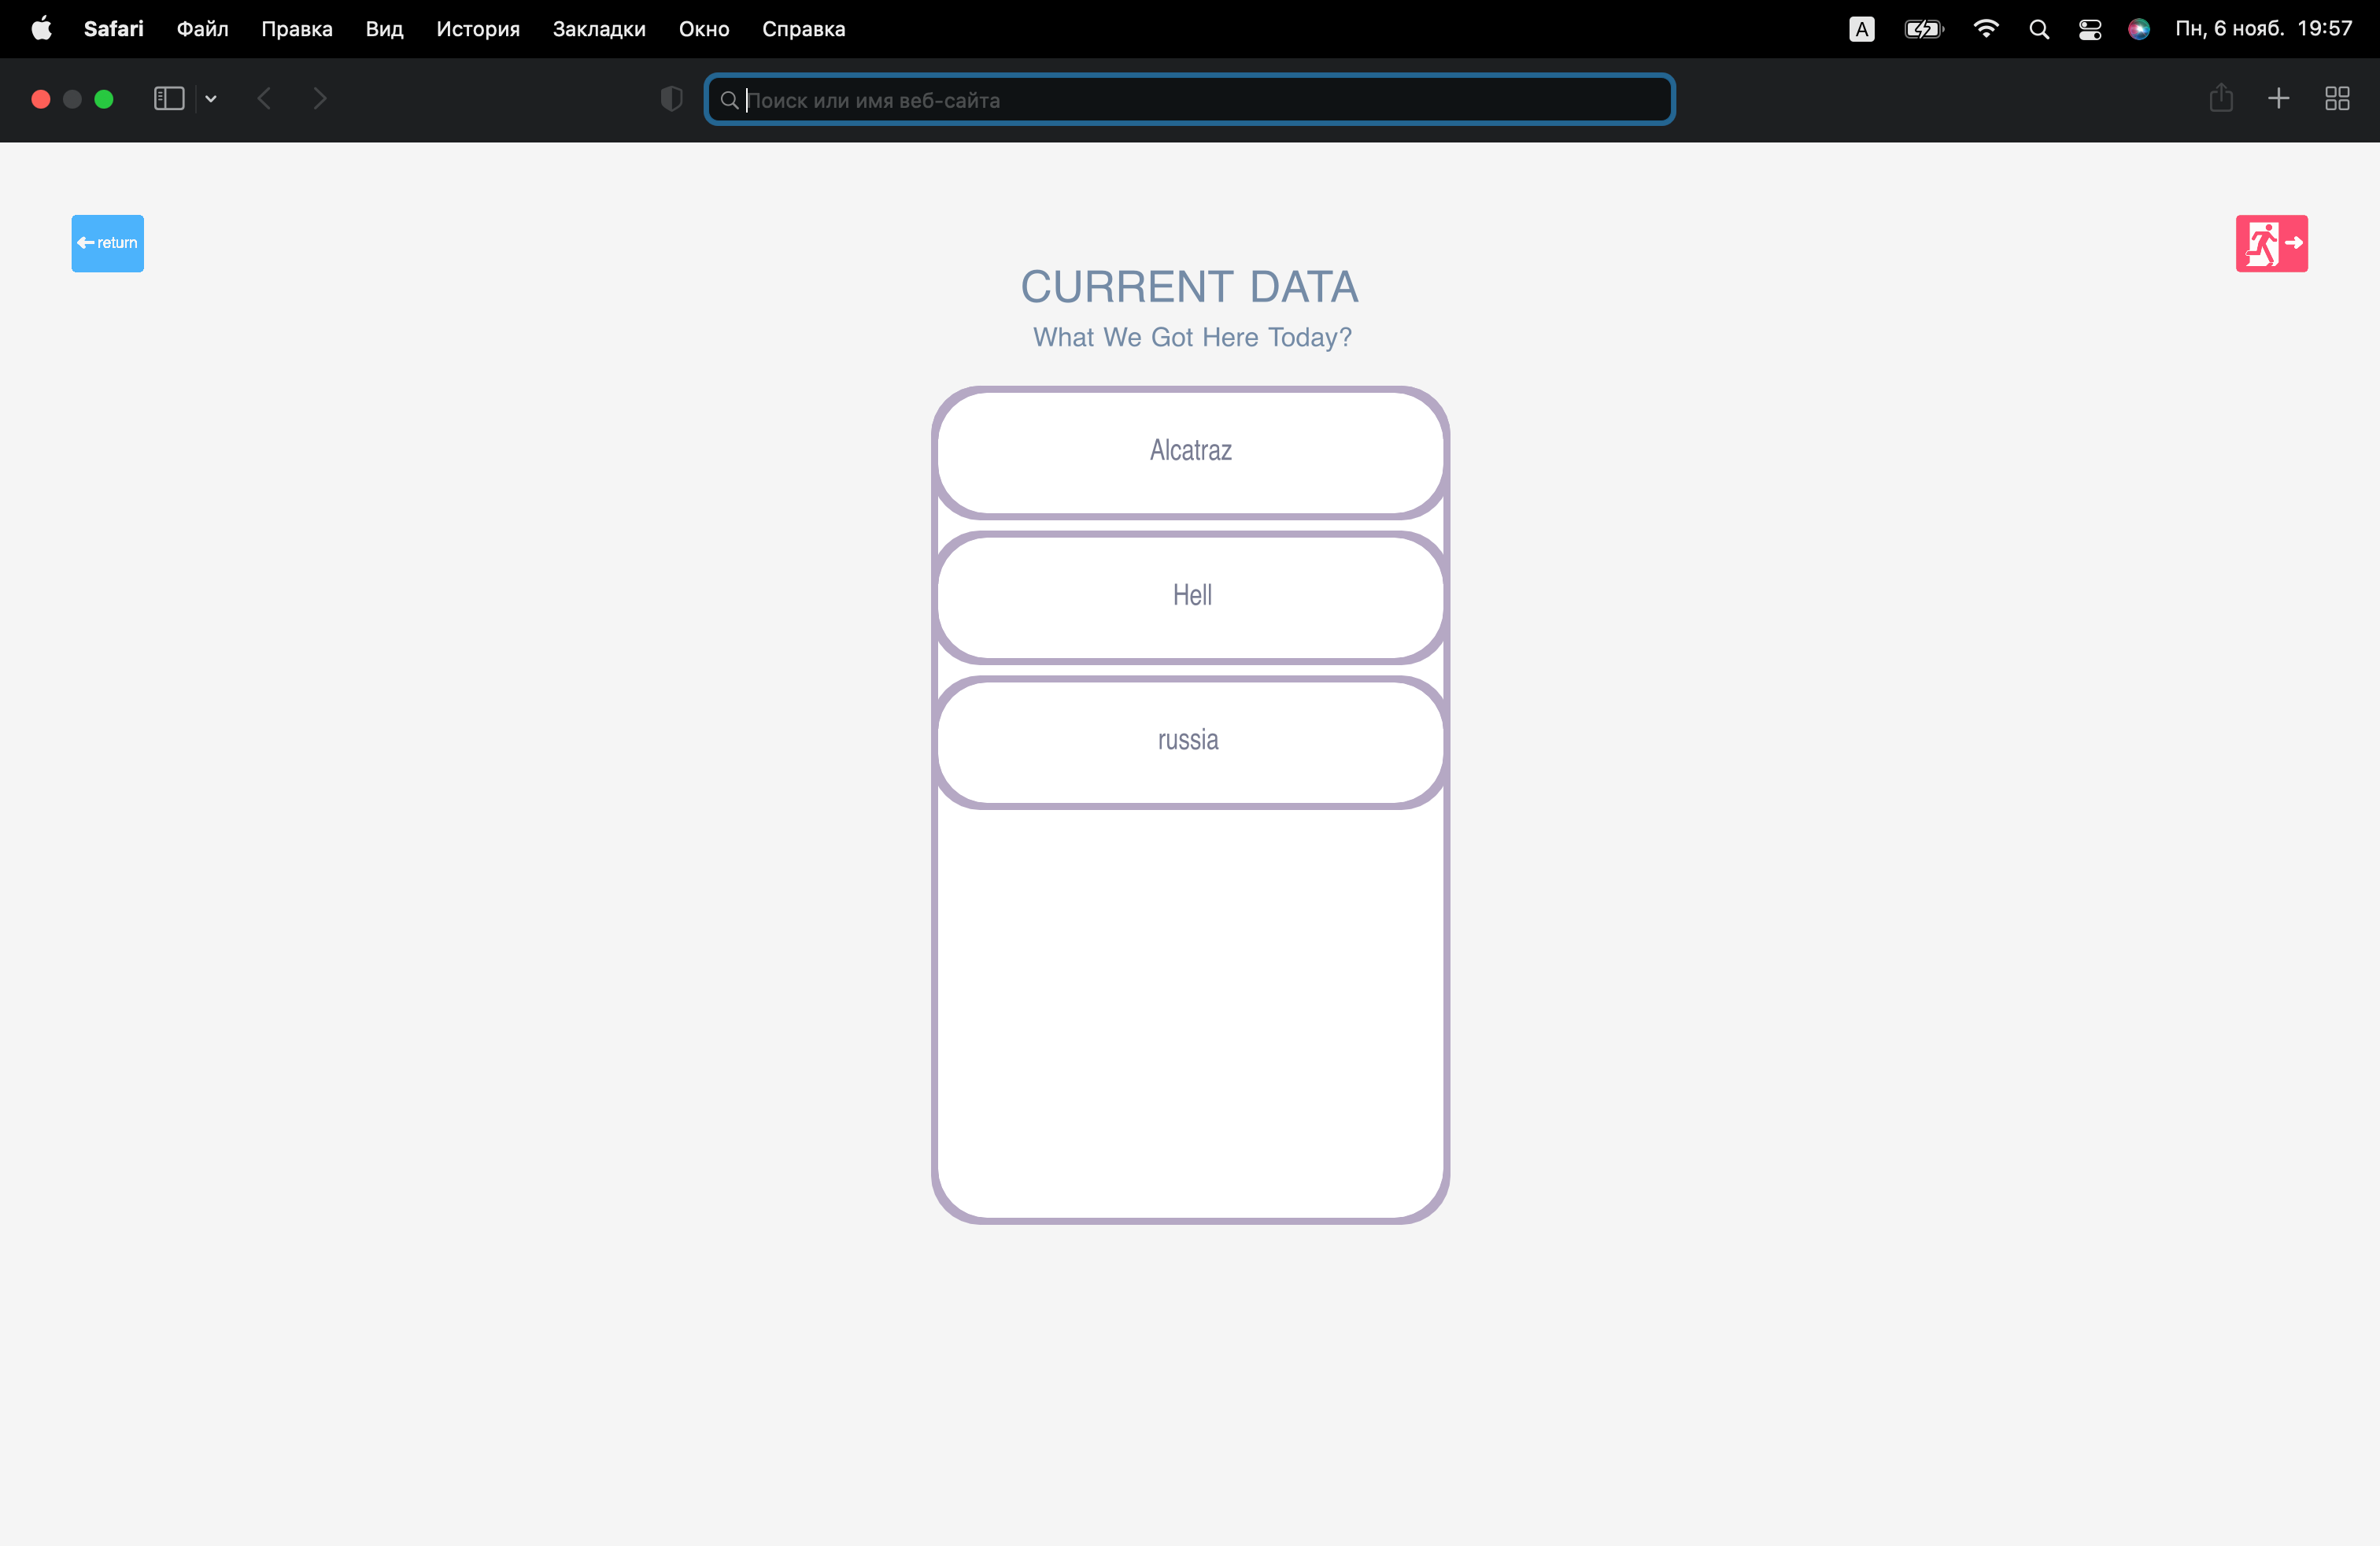 Safari Файл Правка Вид История Закладки Окно Справка A Пн, 6 нояб. 19:57
Поиск или имя веб-сайта
return
CURRENT DATA
What We Got Here Today?
Alcatraz
Hell
russia